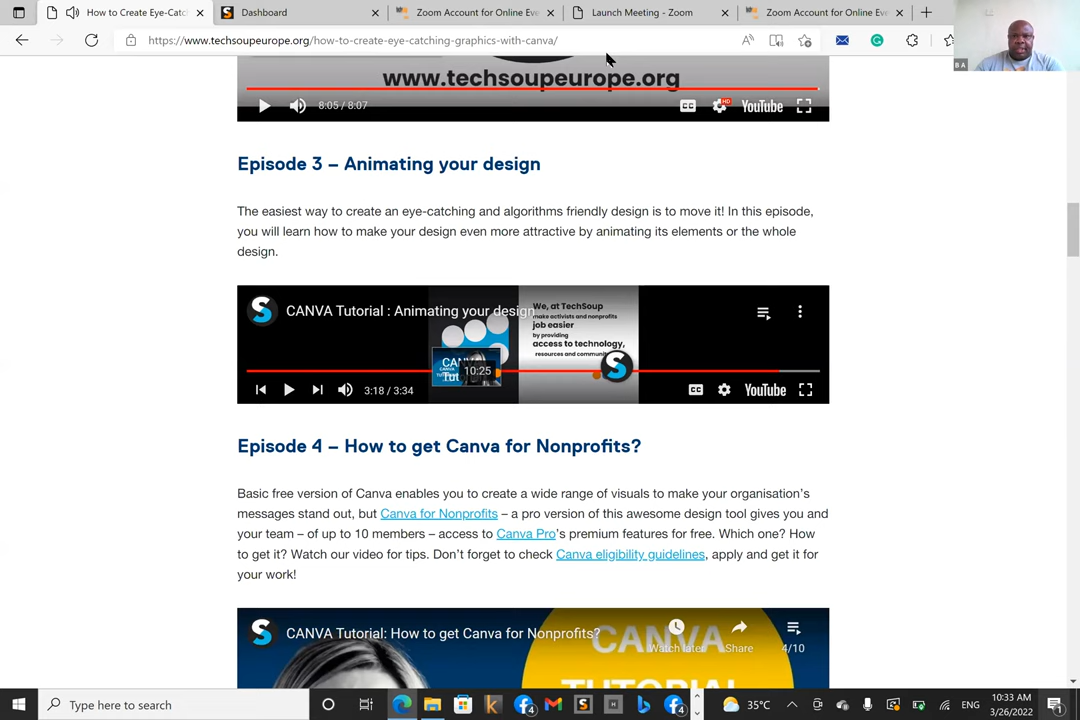 How to Create Eye-Catch
Dashboard
Zoom Account for Online Eve
Launch Meeting - Zoom
Zoom Account for Online Eve
https://www.techsoupeurope.org/how-to-create-eye-catching-graphics-with-canva/
B A
www.techsoupeurope.org
8:05 / 8:07
CC
HD
YouTube
Episode 3 – Animating your design
The easiest way to create an eye-catching and algorithms friendly design is to move it! In this episode,
you will learn how to make your design even more attractive by animating its elements or the whole
design.
CANVA Tutorial : Animating your design
We, at TechSoup
make activists and nonprofits
job easier
by providing
access to technology,
resources and communi
10:25
3:18 / 3:34
CC
YouTube
Episode 4 – How to get Canva for Nonprofits?
Basic free version of Canva enables you to create a wide range of visuals to make your organisation's
messages stand out, but Canva for Nonprofits – a pro version of this awesome design tool gives you and
your team – of up to 10 members – access to Canva Pro's premium features for free. Which one? How
to get it? Watch our video for tips. Don't forget to check Canva eligibility guidelines, apply and get it for
your work!
CANVA Tutorial: How to get Canva for Nonprofits?
CANVA
Watch later
Share
4/10
TUTORIAL
Type here to search
35°C
ENG
10:33 AM
3/26/2022